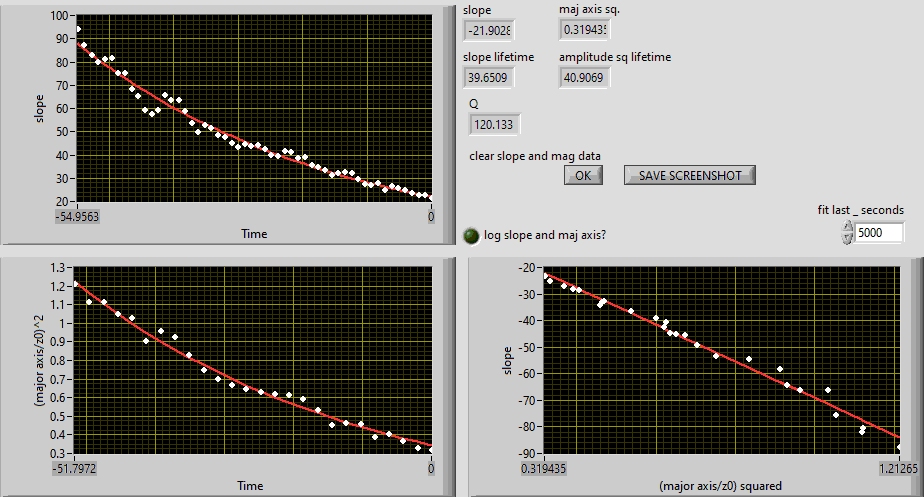 100
90
80
70
60
50
40
30
20
slope
-54.9563
0
Time
slope
-21.9028
maj axis sq.
0.319435
slope lifetime
39.6509
amplitude sq lifetime
40.9069
Q
120.133
clear slope and mag data
OK
SAVE SCREENSHOT
fit last _ seconds
5000
log slope and maj axis?
1.3
1.2
1.1
1
0.9
0.8
0.7
0.6
0.5
0.4
0.3
(major axis/z0)^2
-51.7972
0
Time
-20
-30
-40
-50
-60
-70
-80
-90
slope
0.319435
1.21265
(major axis/z0) squared